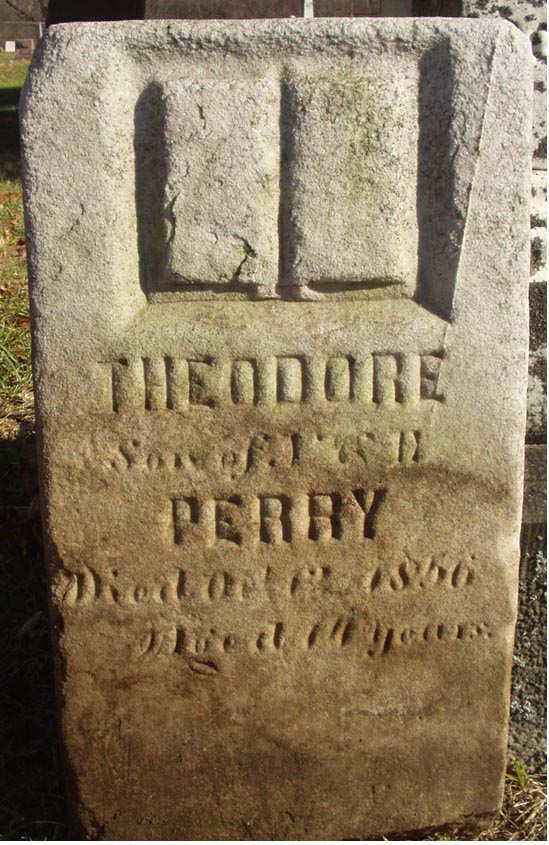 THEODORE
Son of
PERRY
Died Oct 1856
Aged Years.